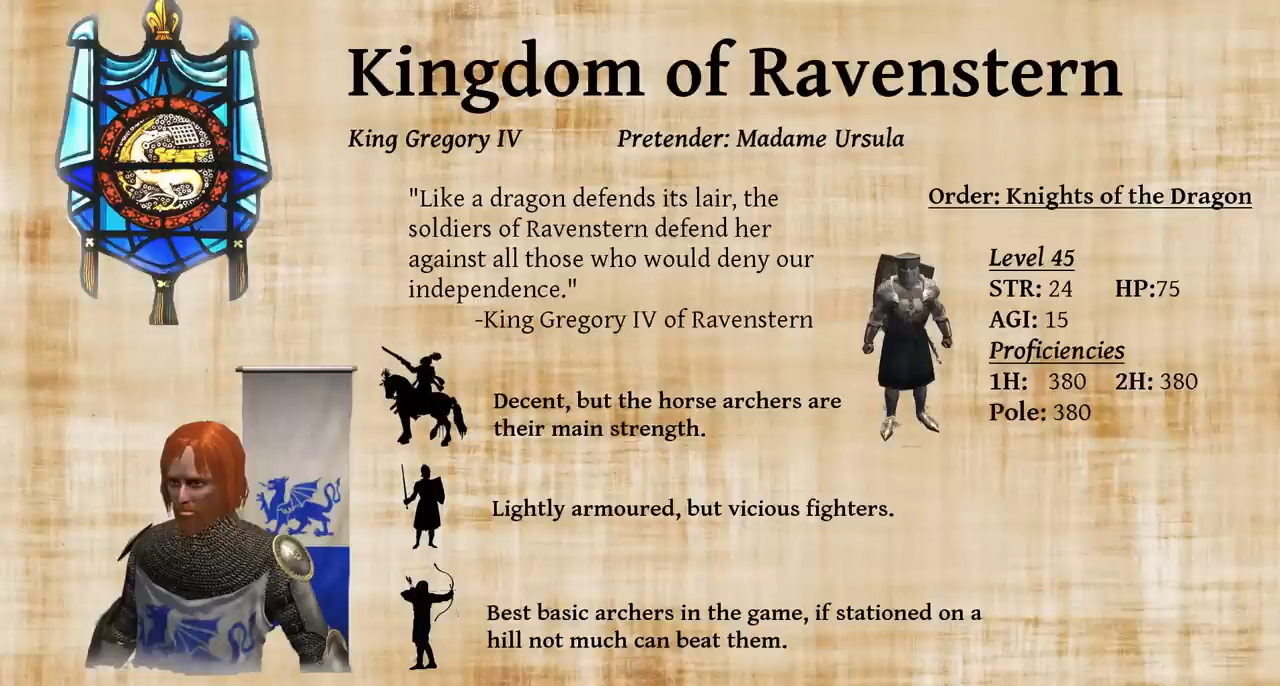 Kingdom of Ravenstern
King Gregory IV Pretender: Madame Ursula
"Like a dragon defends its lair, the
soldiers of Ravenstern defend her
against all those who would deny our
independence."
-King Gregory IV of Ravenstern
Order: Knights of the Dragon
Level 45
STR: 24 HP:75
AGI: 15
Proficiencies
1H: 380 2H: 380
Pole: 380
Decent, but the horse archers are
their main strength.
Lightly armoured, but vicious fighters.
Best basic archers in the game, if stationed on a
hill not much can beat them.